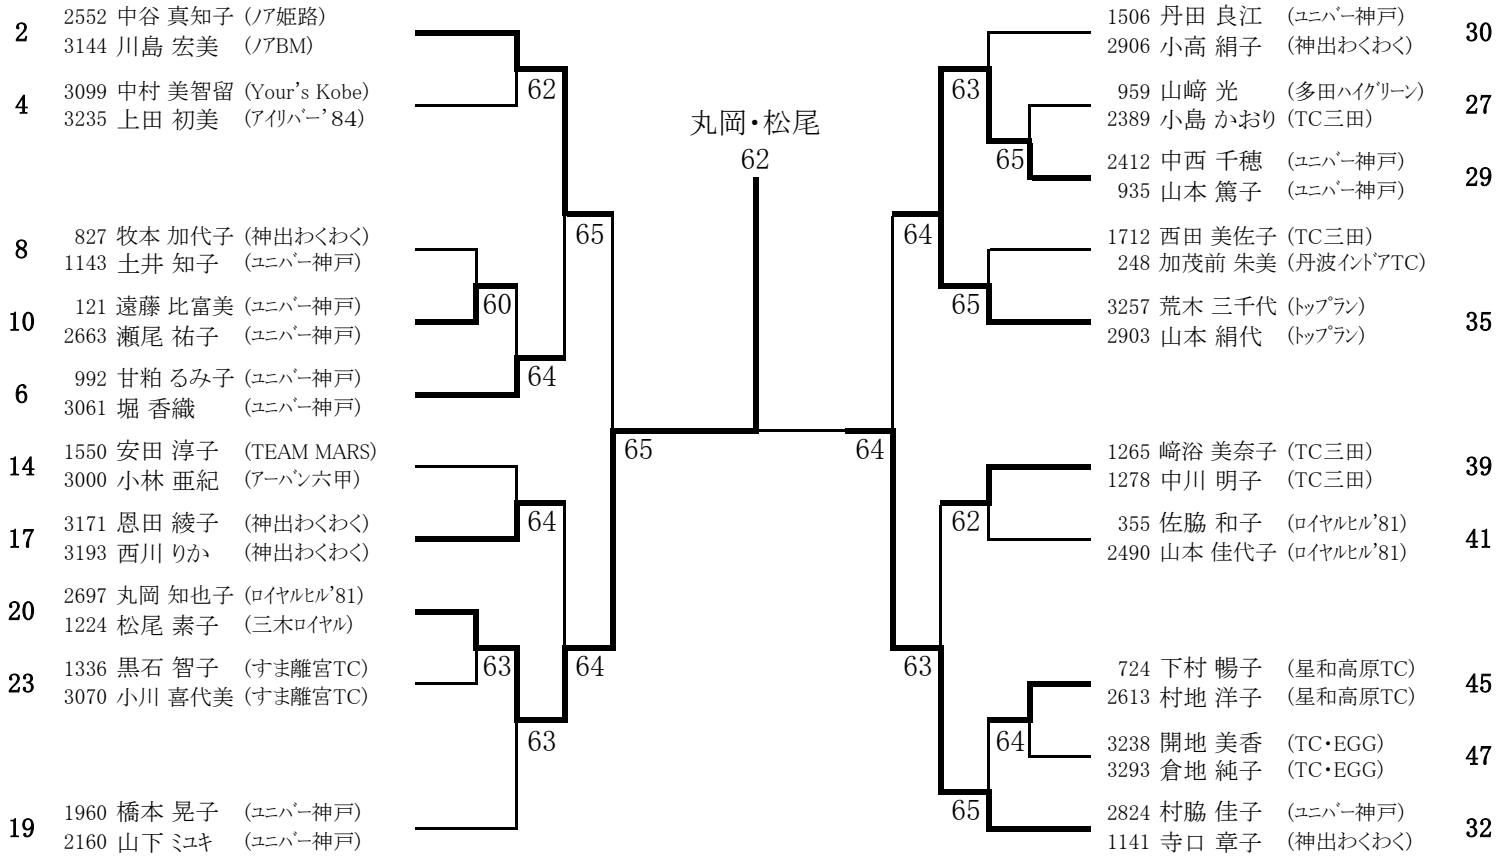 2 2552 中谷 真知子 (ノア姫路)
3144 川島 宏美 (ノアBM)
62
4 3099 中村 美智留 (Your's Kobe)
3235 上田 初美 (アイリバー'84)
8 827 牧本 加代子 (神出わくわく)
1143 土井 知子 (ユニバー神戸)
65
60
10 121 遠藤 比富美 (ユニバー神戸)
2663 瀬尾 祐子 (ユニバー神戸)
64
6 992 甘粕 るみ子 (ユニバー神戸)
3061 堀 香織 (ユニバー神戸)
65
14 1550 安田 淳子 (TEAM MARS)
3000 小林 亜紀 (アーバン六甲)
64
17 3171 恩田 綾子 (神出わくわく)
3193 西川 りか (神出わくわく)
20 2697 丸岡 知也子 (ロイヤルヒル'81)
1224 松尾 素子 (三木ロイヤル)
63
64
23 1336 黒石 智子 (すま離宮TC)
3070 小川 喜代美 (すま離宮TC)
63
19 1960 橋本 晃子 (ユニバー神戸)
2160 山下 ミユキ (ユニバー神戸)
丸岡・松尾
62
1506 丹田 良江 (ユニバー神戸) 30
2906 小高 絹子 (神出わくわく)
63
959 山﨑 光 (多田ハイグリーン) 27
2389 小島 かおり (TC三田)
65
2412 中西 千穂 (ユニバー神戸) 29
935 山本 篤子 (ユニバー神戸)
64
1712 西田 美佐子 (TC三田)
248 加茂前 朱美 (丹波インドアTC)
65
3257 荒木 三千代 (トップラン) 35
2903 山本 絹代 (トップラン)
64
1265 﨑浴 美奈子 (TC三田) 39
1278 中川 明子 (TC三田)
62
355 佐脇 和子 (ロイヤルヒル'81) 41
2490 山本 佳代子 (ロイヤルヒル'81)
63
724 下村 暢子 (星和高原TC) 45
2613 村地 洋子 (星和高原TC)
64
3238 開地 美香 (TC・EGG) 47
3293 倉地 純子 (TC・EGG)
65
2824 村脇 佳子 (ユニバー神戸) 32
1141 寺口 章子 (神出わくわく)